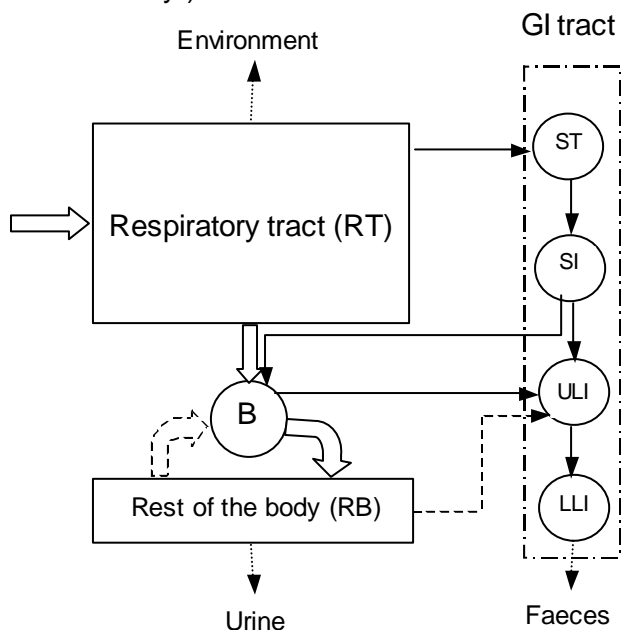 GI tract
Environment
ST
Respiratory tract (RT)
SI
B
ULI
Rest of the body (RB)
LLI
Urine
Faeces